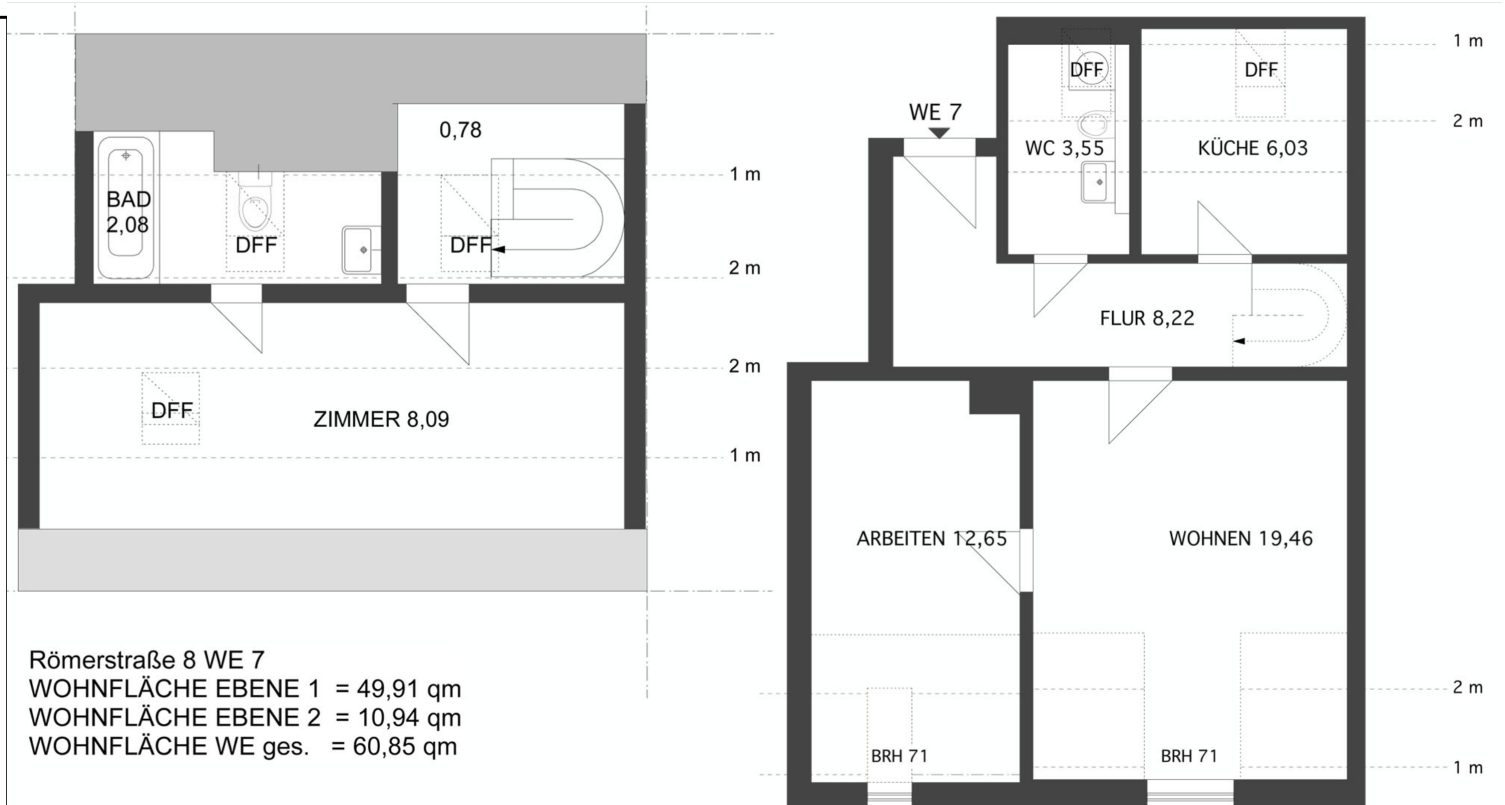 0,78
1 m
BAD
2,08
DFF
DFF
2 m
2 m
DFF
ZIMMER 8,09
1 m
Römerstraße 8 WE 7
WOHNFLÄCHE EBENE 1 = 49,91 qm
WOHNFLÄCHE EBENE 2 = 10,94 qm
WOHNFLÄCHE WE ges. = 60,85 qm
1 m
DFF
DFF
WE 7
2 m
WC 3,55
KÜCHE 6,03
FLUR 8,22
ARBEITEN 12,65
WOHNEN 19,46
2 m
BRH 71
BRH 71
1 m